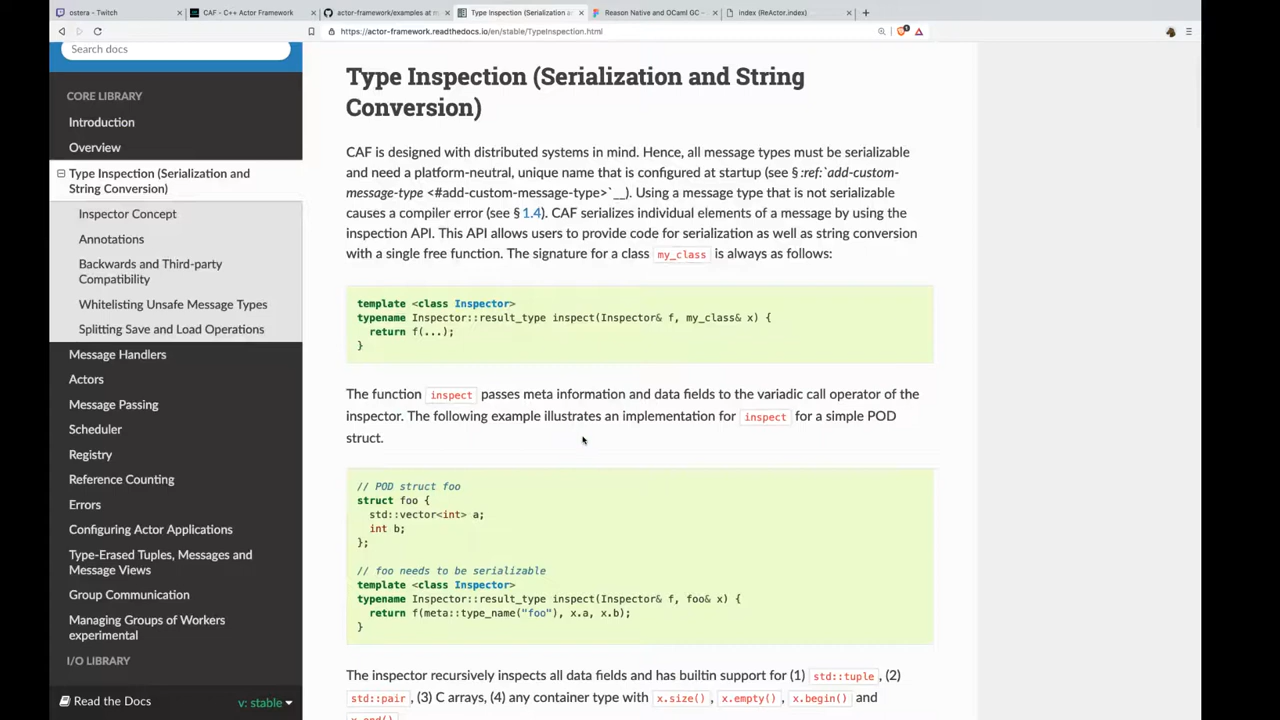 ostera - Twitch
CAF - C++ Actor Framework
actor-framework/examples at m
Type Inspection (Serialization an
Reason Native and OCaml GC -
index (ReActor.index)
https://actor-framework.readthedocs.io/en/stable/TypeInspection.html
Search docs
CORE LIBRARY
Introduction
Overview
Type Inspection (Serialization and
String Conversion)
Inspector Concept
Annotations
Backwards and Third-party
Compatibility
Whitelisting Unsafe Message Types
Splitting Save and Load Operations
Message Handlers
Actors
Message Passing
Scheduler
Registry
Reference Counting
Errors
Configuring Actor Applications
Type-Erased Tuples, Messages and
Message Views
Group Communication
Managing Groups of Workers
experimental
I/O LIBRARY
Read the Docs
v: stable
Type Inspection (Serialization and String
Conversion)
CAF is designed with distributed systems in mind. Hence, all message types must be serializable
and need a platform-neutral, unique name that is configured at startup (see § :ref:`add-custom-
message-type <#add-custom-message-type>`__). Using a message type that is not serializable
causes a compiler error (see § 1.4). CAF serializes individual elements of a message by using the
inspection API. This API allows users to provide code for serialization as well as string conversion
with a single free function. The signature for a class my_class is always as follows:
template <class Inspector>
typename Inspector::result_type inspect(Inspector& f, my_class& x) {
return f(...);
}
The function inspect passes meta information and data fields to the variadic call operator of the
inspector. The following example illustrates an implementation for inspect for a simple POD
struct.
// POD struct foo
struct foo {
std::vector<int> a;
int b;
};
// foo needs to be serializable
template <class Inspector>
typename Inspector::result_type inspect(Inspector& f, foo& x) {
return f(meta::type_name("foo"), x.a, x.b);
}
The inspector recursively inspects all data fields and has builtin support for (1) std::tuple, (2)
std::pair, (3) C arrays, (4) any container type with x.size(), x.empty(), x.begin() and
x.end()